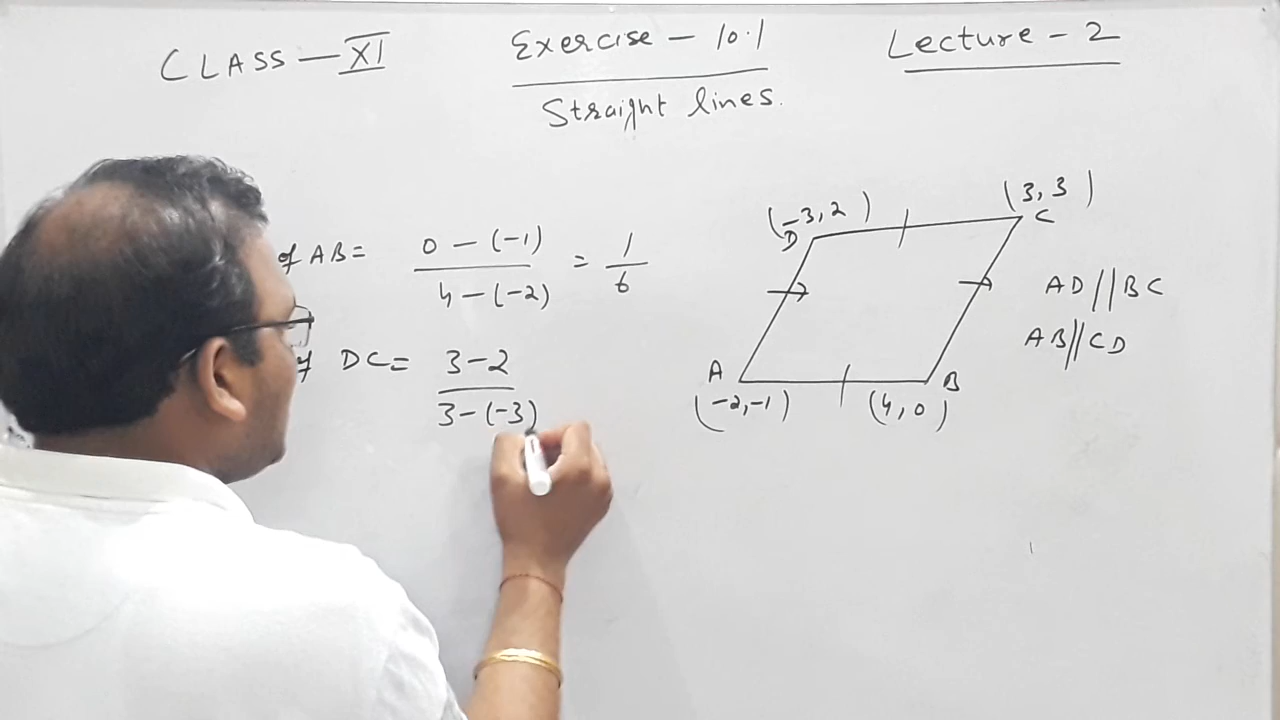 CLASS — XI
Exercise — 10.1
Lecture - 2
Straight lines.
of AB = 0 - (-1) / 4 - (-2) = 1 / 6
DC = 3 - 2 / 3 - (-3)
(-3, 2)
(3, 3)
D
C
AD || BC
AB || CD
A
B
(-2, -1)
(4, 0)